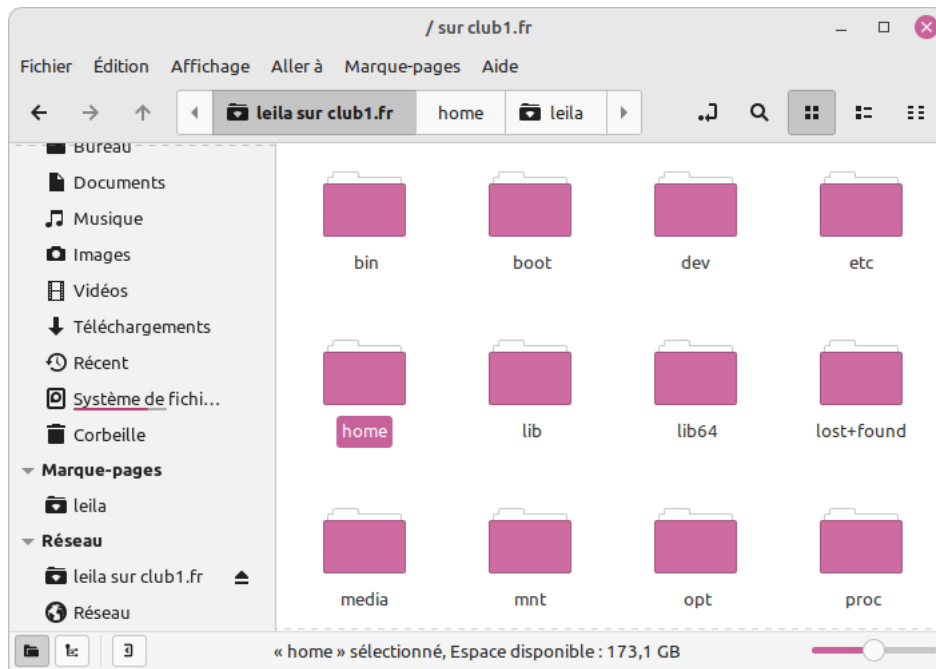 / sur club1.fr
Fichier Édition Affichage Aller à Marque-pages Aide
leila sur club1.fr home leila
Bureau
Documents
Musique
Images
Vidéos
Téléchargements
Récent
Système de fichi…
Corbeille
Marque-pages
leila
Réseau
leila sur club1.fr
Réseau
bin boot dev etc
home lib lib64 lost+found
media mnt opt proc
« home » sélectionné, Espace disponible : 173,1 GB